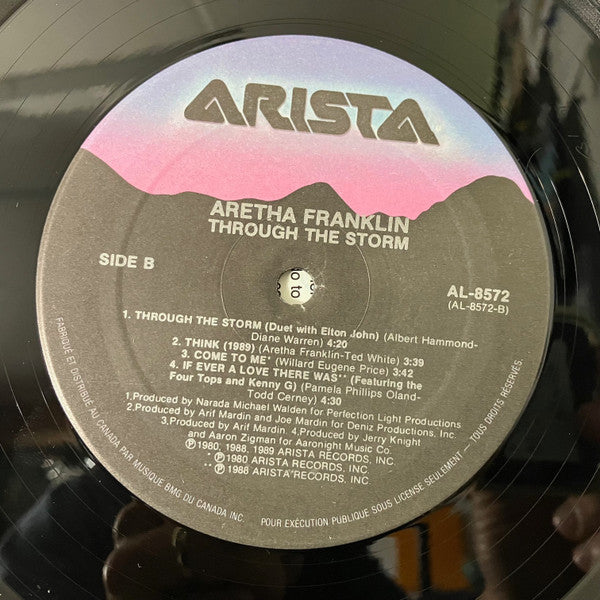 ARISTA
ARETHA FRANKLIN
THROUGH THE STORM
SIDE B
AL-8572
(AL-8572-B)
1. THROUGH THE STORM (Duet with Elton John) (Albert Hammond-
Diane Warren) 4:20
2. THINK (1989) (Aretha Franklin-Ted White) 3:39
3. COME TO ME* (Willard Eugene Price) 3:42
4. IF EVER A LOVE THERE WAS** (Featuring the
Four Tops and Kenny G) (Pamela Phillips Oland-
Todd Cerney) 4:30
1,Produced by Narada Michael Walden for Perfection Light Productions
2,Produced by Arif Mardin and Joe Mardin for Deniz Productions, Inc.
3,Produced by Arif Mardin 4,Produced by Jerry Knight
and Aaron Zigman for Aaronight Music Co.
℗1980, 1988, 1989 ARISTA RECORDS, INC.
*℗1980 ARISTA RECORDS, INC.
**℗1988 ARISTA RECORDS, INC.
FABRIQUÉ ET DISTRIBUÉ AU CANADA PAR MUSIQUE BMG DU CANADA INC.
POUR EXÉCUTION PUBLIQUE SOUS LICENSE SEULEMENT — TOUS DROITS RÉSERVÉS.